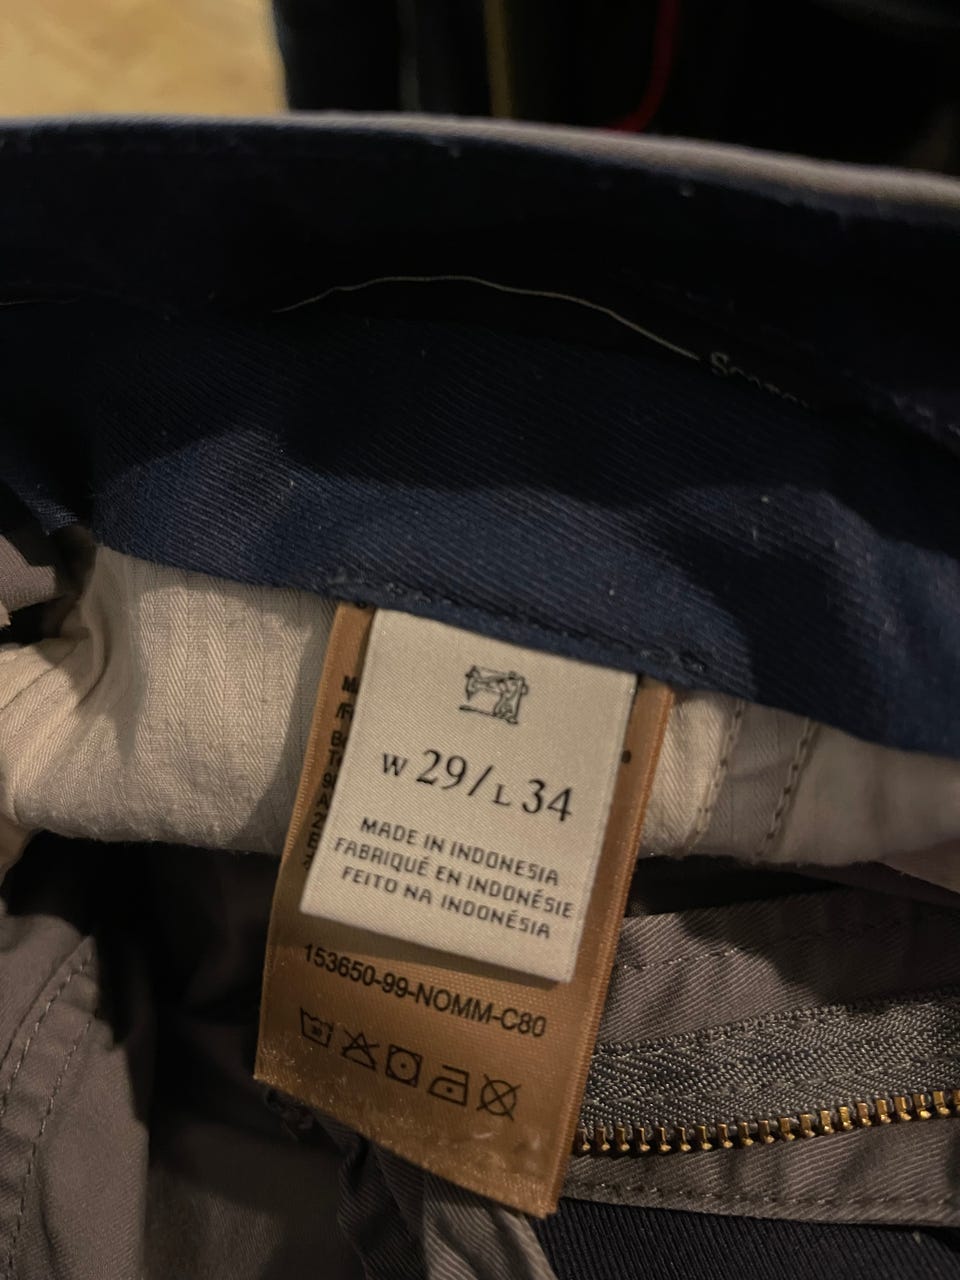 W 29/L 34
MADE IN INDONESIA
FABRIQUÉ EN INDONÉSIE
FEITO NA INDONÉSIA
153650-99-NOMM-C80